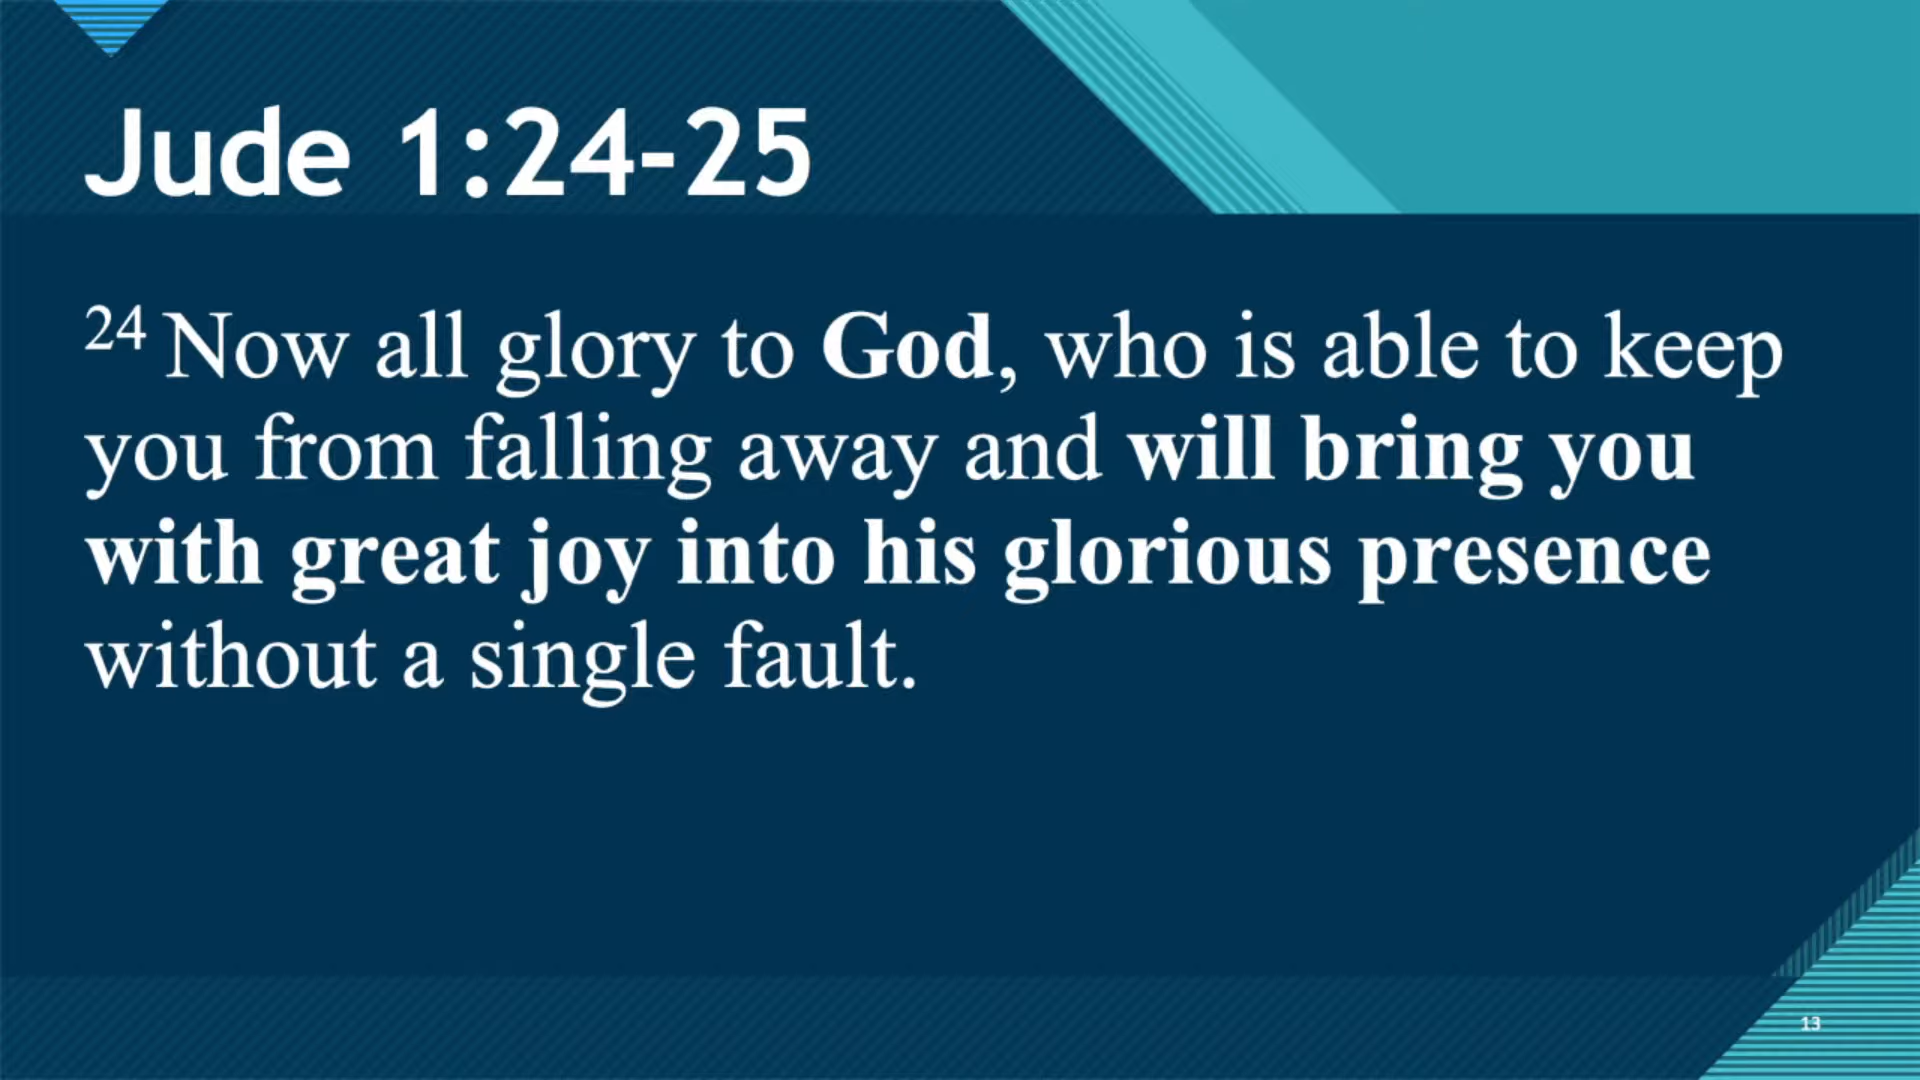 Jude 1:24-25
24 Now all glory to God, who is able to keep
you from falling away and will bring you
with great joy into his glorious presence
without a single fault.
13